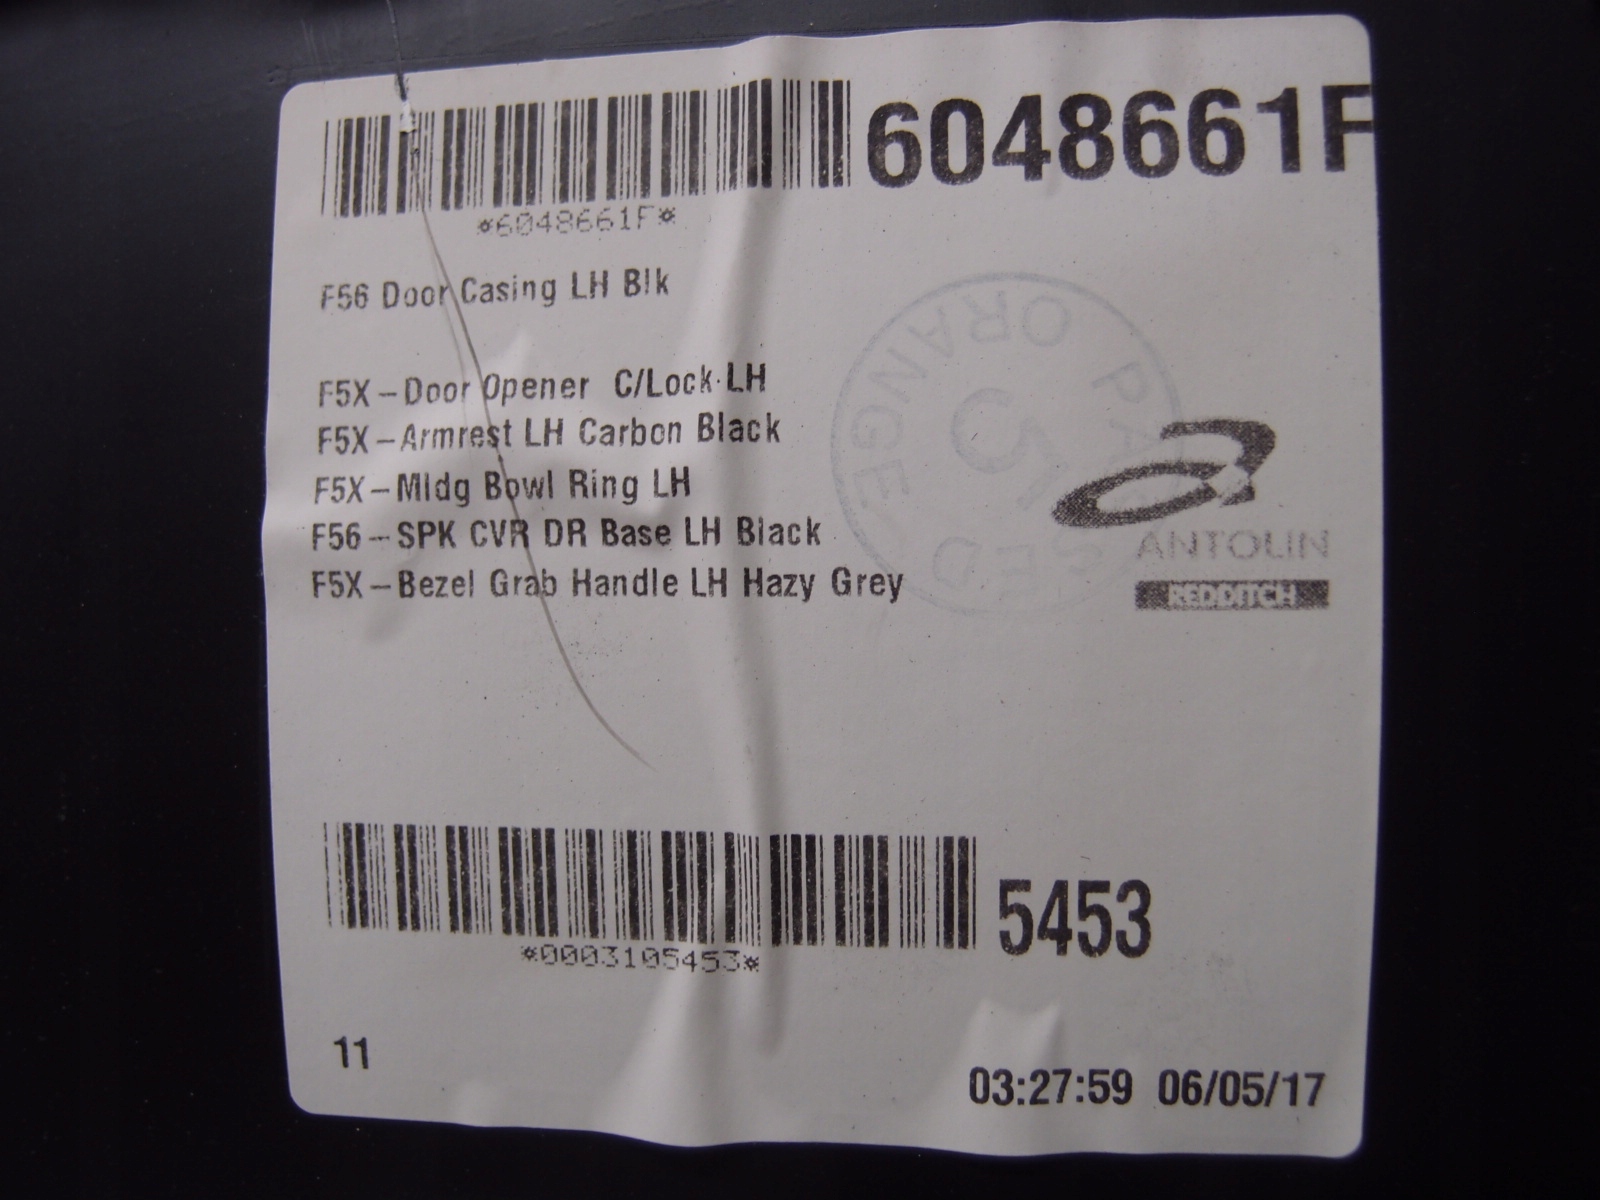 6048661F
*6048661F*
F56 Door Casing LH Blk
F5X-Door Opener C/Lock LH
F5X-Armrest LH Carbon Black
F5X-Mldg Bowl Ring LH
F56-SPK CVR DR Base LH Black
F5X-Bezel Grab Handle LH Hazy Grey
ORANGE
PASSED
5
ANTOLIN
REDDITCH
5453
*0003105453*
11
03:27:59 06/05/17